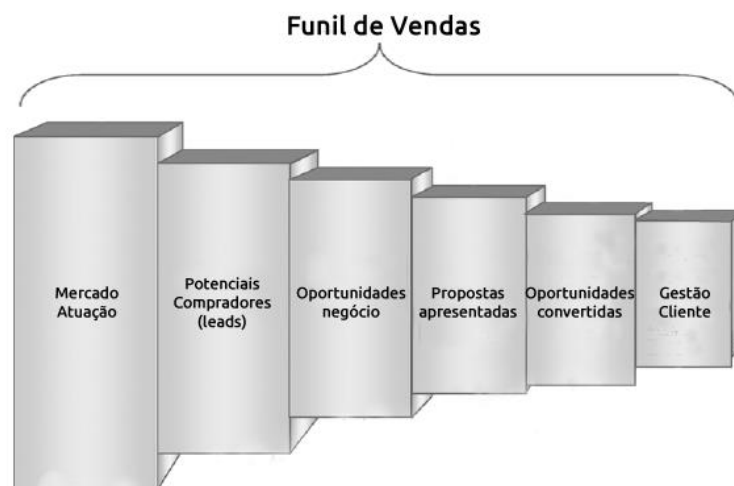 Funil de Vendas
Mercado
Atuação
Potenciais
Compradores
(leads)
Oportunidades
negócio
Propostas
apresentadas
Oportunidades
convertidas
Gestão
Cliente